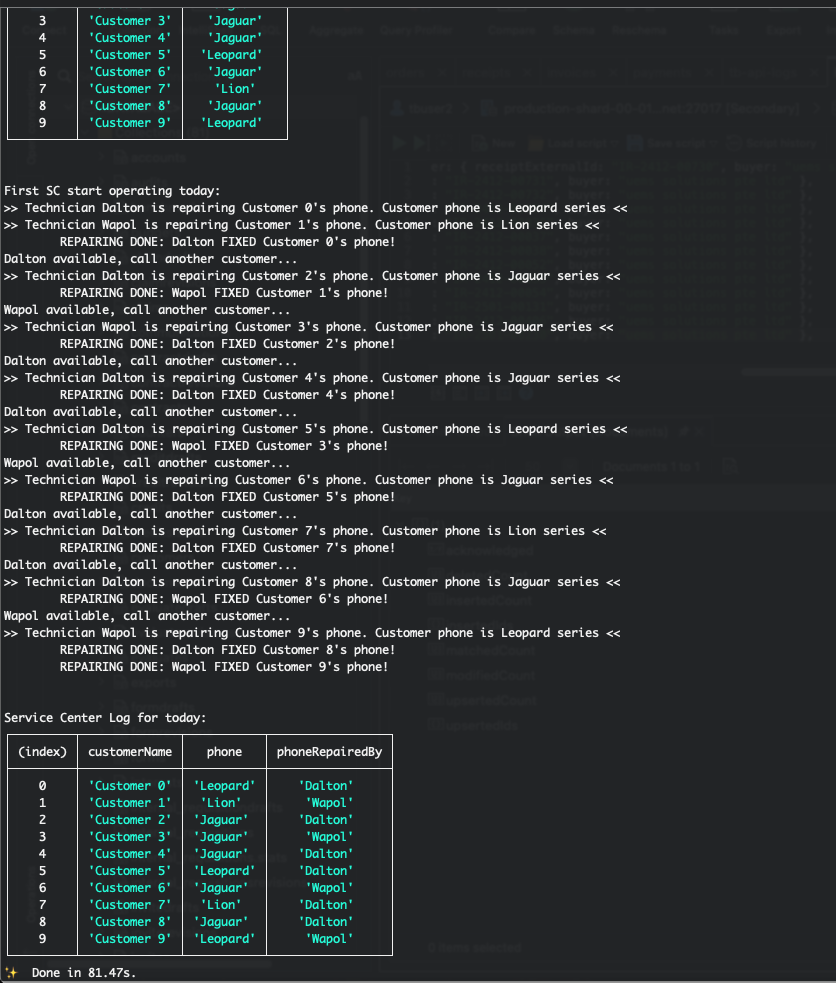 3 'Customer 3' 'Jaguar'
4 'Customer 4' 'Jaguar'
5 'Customer 5' 'Leopard'
6 'Customer 6' 'Jaguar'
7 'Customer 7' 'Lion'
8 'Customer 8' 'Jaguar'
9 'Customer 9' 'Leopard'
First SC start operating today:
>> Technician Dalton is repairing Customer 0's phone. Customer phone is Leopard series <<
>> Technician Wapol is repairing Customer 1's phone. Customer phone is Lion series <<
REPAIRING DONE: Dalton FIXED Customer 0's phone!
Dalton available, call another customer...
>> Technician Dalton is repairing Customer 2's phone. Customer phone is Jaguar series <<
REPAIRING DONE: Wapol FIXED Customer 1's phone!
Wapol available, call another customer...
>> Technician Wapol is repairing Customer 3's phone. Customer phone is Jaguar series <<
REPAIRING DONE: Dalton FIXED Customer 2's phone!
Dalton available, call another customer...
>> Technician Dalton is repairing Customer 4's phone. Customer phone is Jaguar series <<
REPAIRING DONE: Dalton FIXED Customer 4's phone!
Dalton available, call another customer...
>> Technician Dalton is repairing Customer 5's phone. Customer phone is Leopard series <<
REPAIRING DONE: Wapol FIXED Customer 3's phone!
Wapol available, call another customer...
>> Technician Wapol is repairing Customer 6's phone. Customer phone is Jaguar series <<
REPAIRING DONE: Dalton FIXED Customer 5's phone!
Dalton available, call another customer...
>> Technician Dalton is repairing Customer 7's phone. Customer phone is Lion series <<
REPAIRING DONE: Dalton FIXED Customer 7's phone!
Dalton available, call another customer...
>> Technician Dalton is repairing Customer 8's phone. Customer phone is Jaguar series <<
REPAIRING DONE: Wapol FIXED Customer 6's phone!
Wapol available, call another customer...
>> Technician Wapol is repairing Customer 9's phone. Customer phone is Leopard series <<
REPAIRING DONE: Dalton FIXED Customer 8's phone!
REPAIRING DONE: Wapol FIXED Customer 9's phone!
Service Center Log for today:
(index) customerName phone phoneRepairedBy
0 'Customer 0' 'Leopard' 'Dalton'
1 'Customer 1' 'Lion' 'Wapol'
2 'Customer 2' 'Jaguar' 'Dalton'
3 'Customer 3' 'Jaguar' 'Wapol'
4 'Customer 4' 'Jaguar' 'Dalton'
5 'Customer 5' 'Leopard' 'Dalton'
6 'Customer 6' 'Jaguar' 'Wapol'
7 'Customer 7' 'Lion' 'Dalton'
8 'Customer 8' 'Jaguar' 'Dalton'
9 'Customer 9' 'Leopard' 'Wapol'
✨ Done in 81.47s.